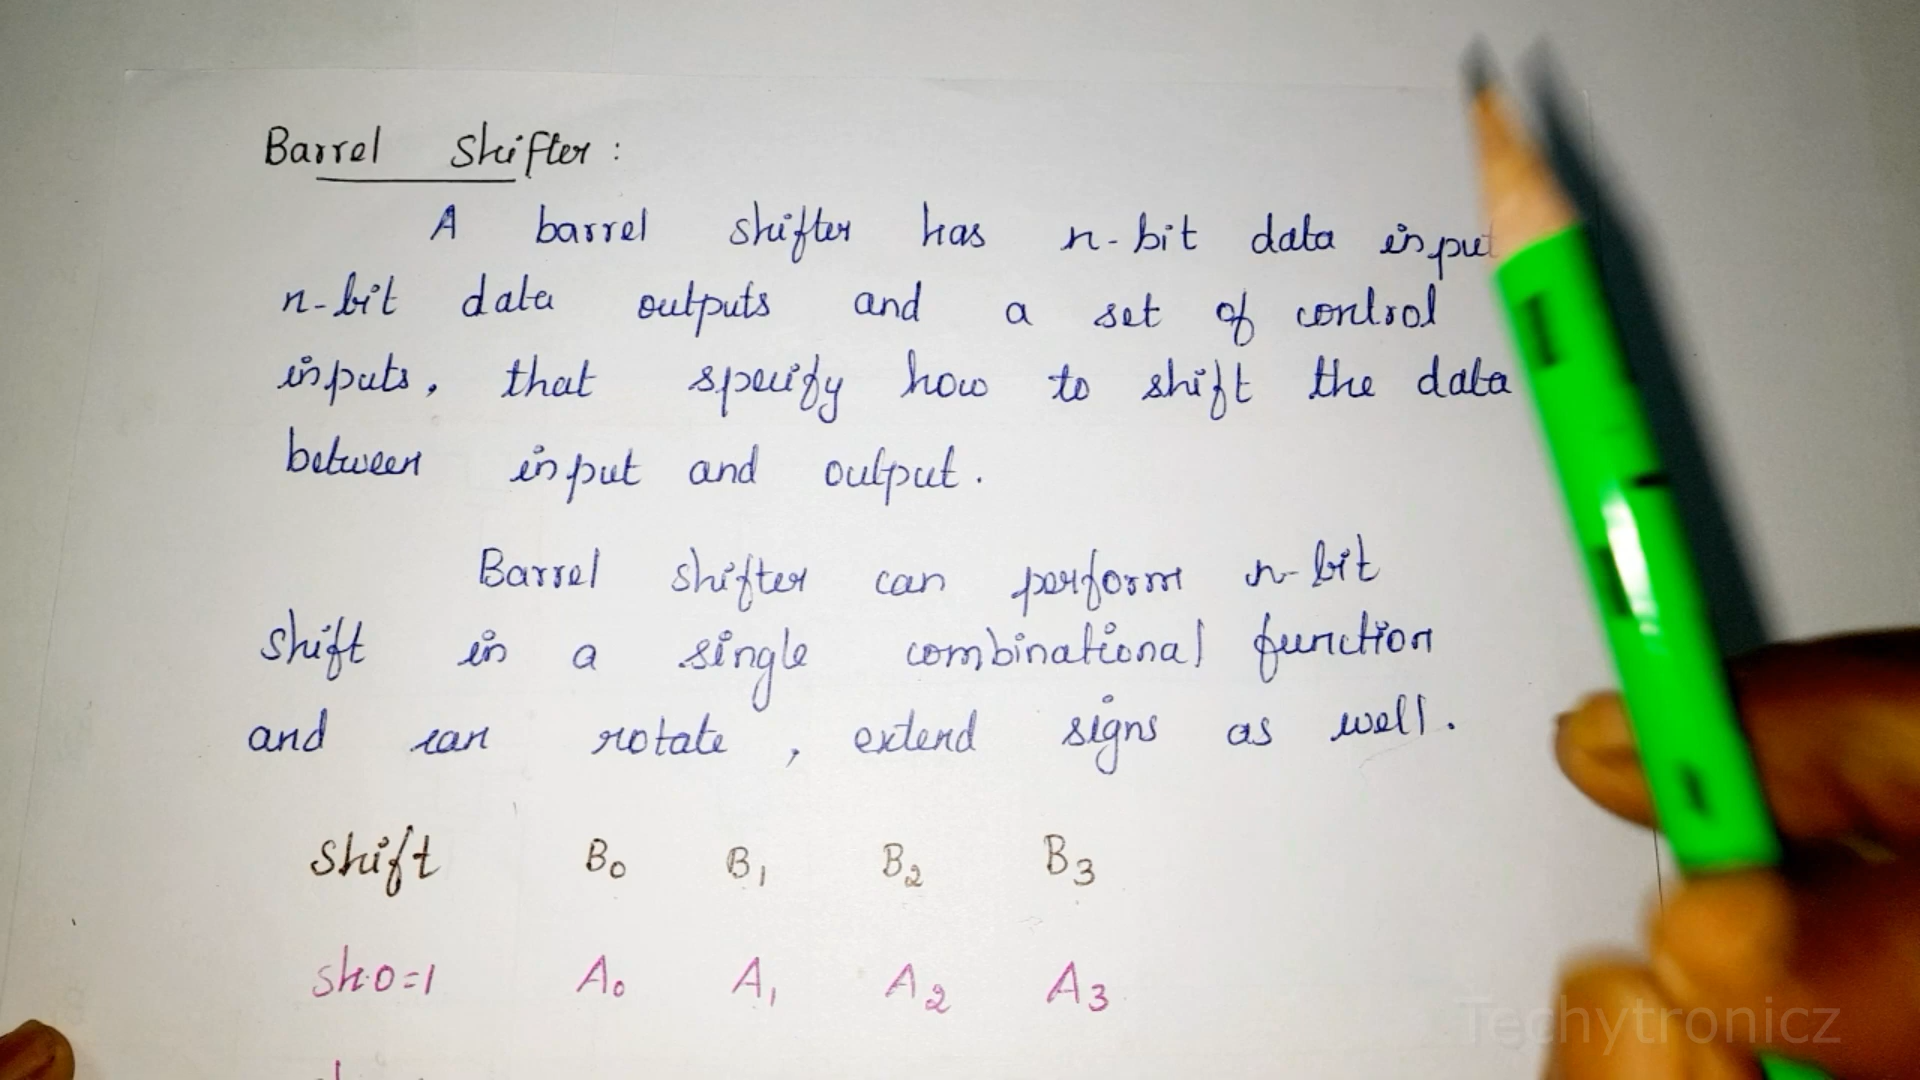 Barrel Shifter :
A barrel shifter has n-bit data input
n-bit data outputs and a set of control
inputs, that specify how to shift the data
between input and output.
Barrel shifter can perform n-bit
shift in a single combinational function
and can rotate, extend signs as well.
Shift B0 B1 B2 B3
sh0=1 A0 A1 A2 A3
Techytronicz